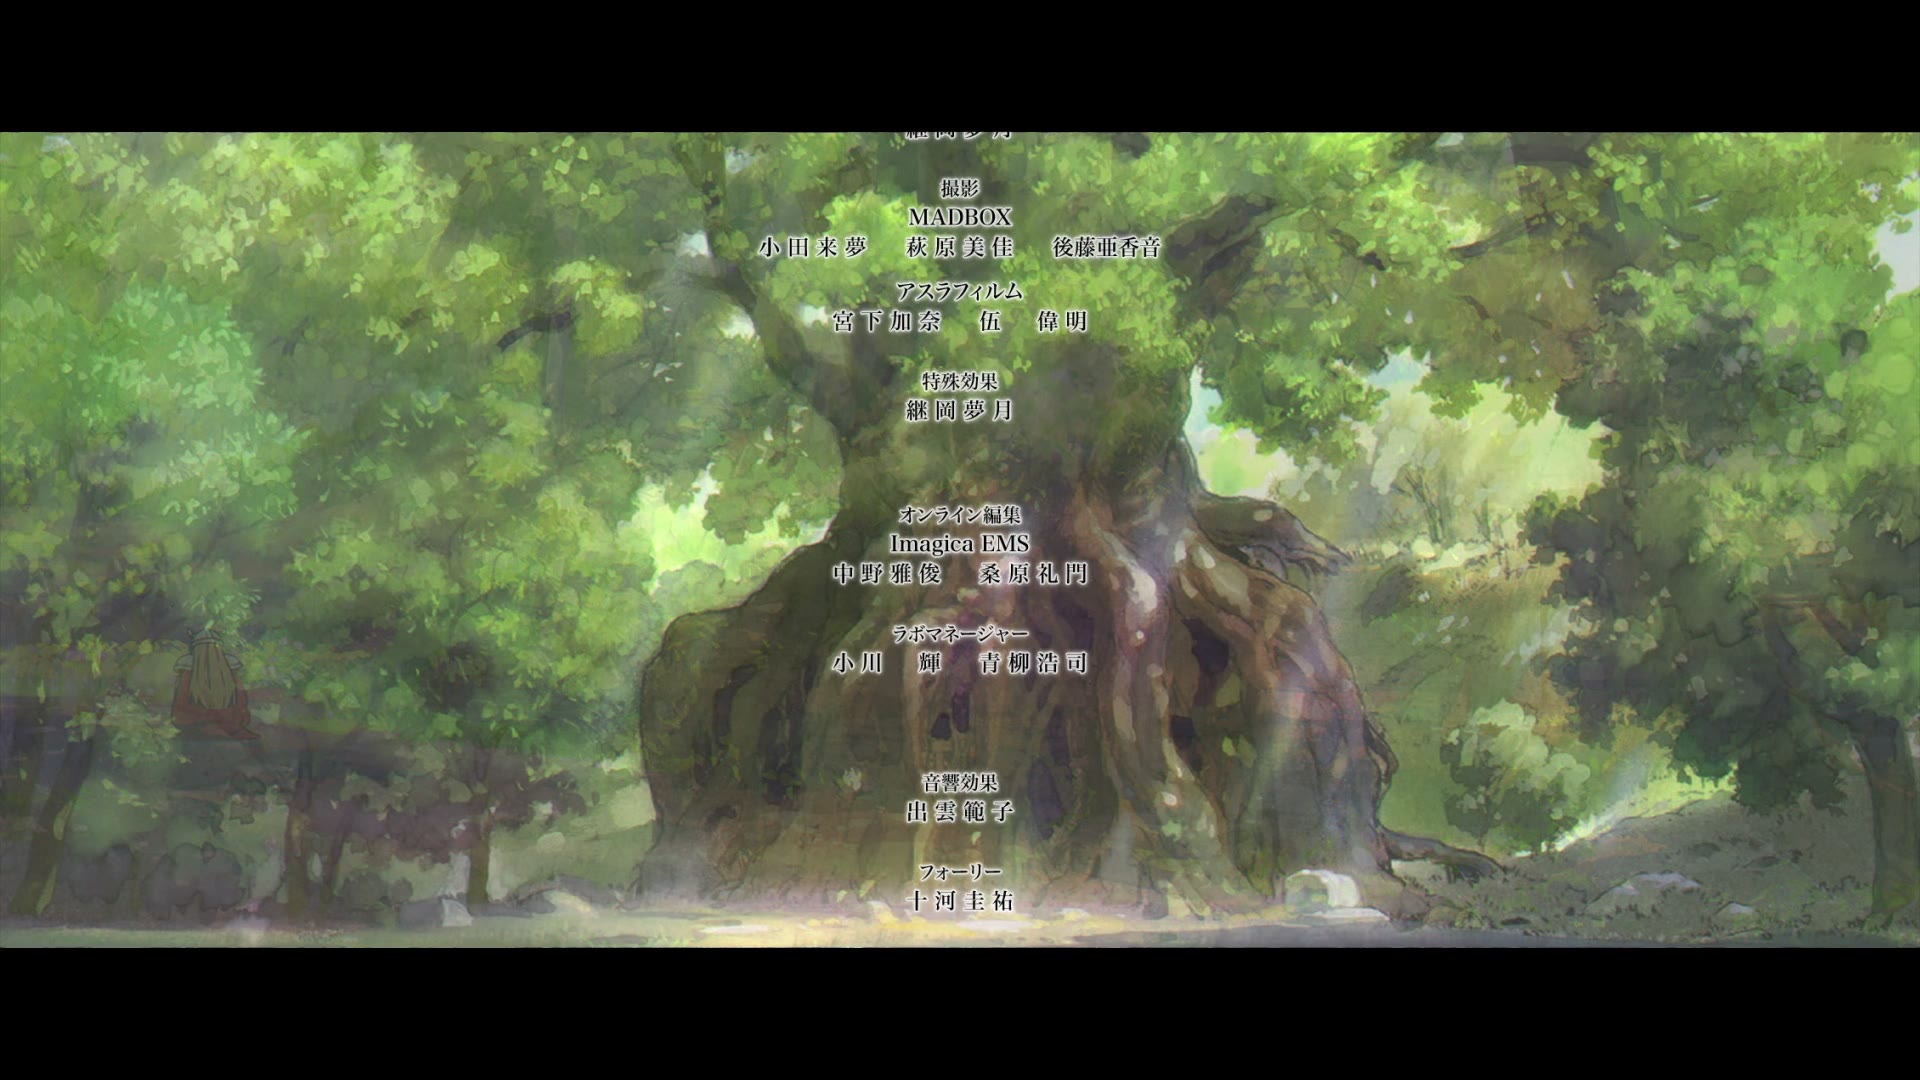 継岡夢月
撮影
MADBOX
小田来夢 萩原美佳 後藤亜香音
アスラフィルム
宮下加奈 伍 偉明
特殊効果
継岡夢月
オンライン編集
Imagica EMS
中野雅俊 桑原礼門
ラボマネージャー
小川 輝 青柳浩司
音響効果
出雲範子
フォーリー
十河圭祐